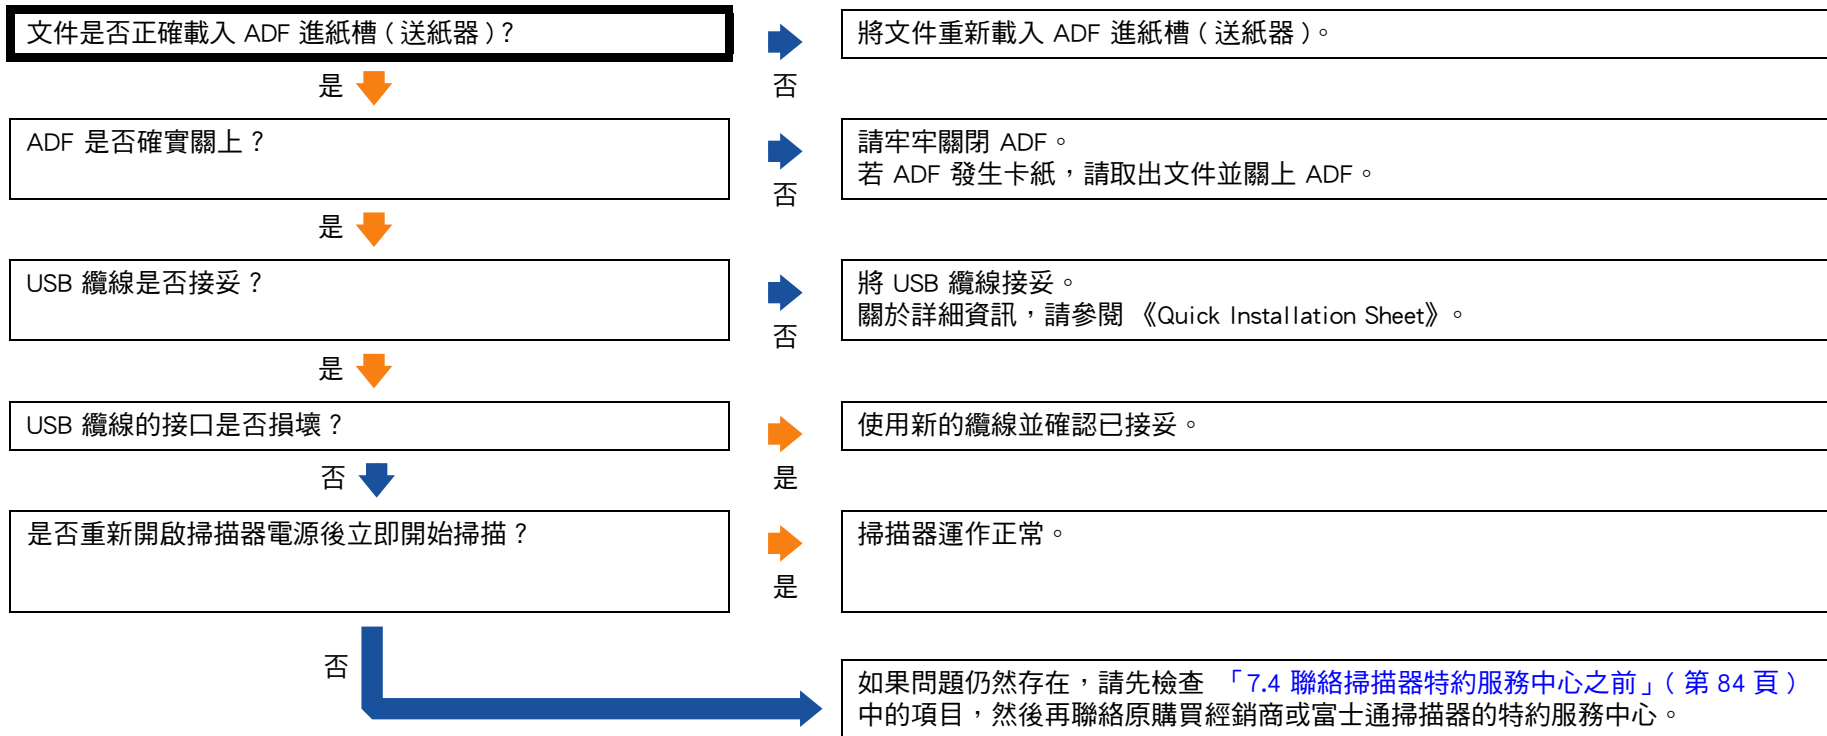 文件是否正確載入 ADF 進紙槽 ( 送紙器 )？
將文件重新載入 ADF 進紙槽 ( 送紙器 )。
是
否
ADF 是否確實關上？
請牢牢關閉 ADF。
若 ADF 發生卡紙，請取出文件並關上 ADF。
否
是
USB 纜線是否接妥？
將 USB 纜線接妥。
關於詳細資訊，請參閱 《Quick Installation Sheet》。
否
是
USB 纜線的接口是否損壞？
使用新的纜線並確認已接妥。
否
是
是否重新開啟掃描器電源後立即開始掃描？
掃描器運作正常。
是
否
如果問題仍然存在，請先檢查 「7.4 聯絡掃描器特約服務中心之前」( 第 84 頁 )
中的項目，然後再聯絡原購買經銷商或富士通掃描器的特約服務中心。